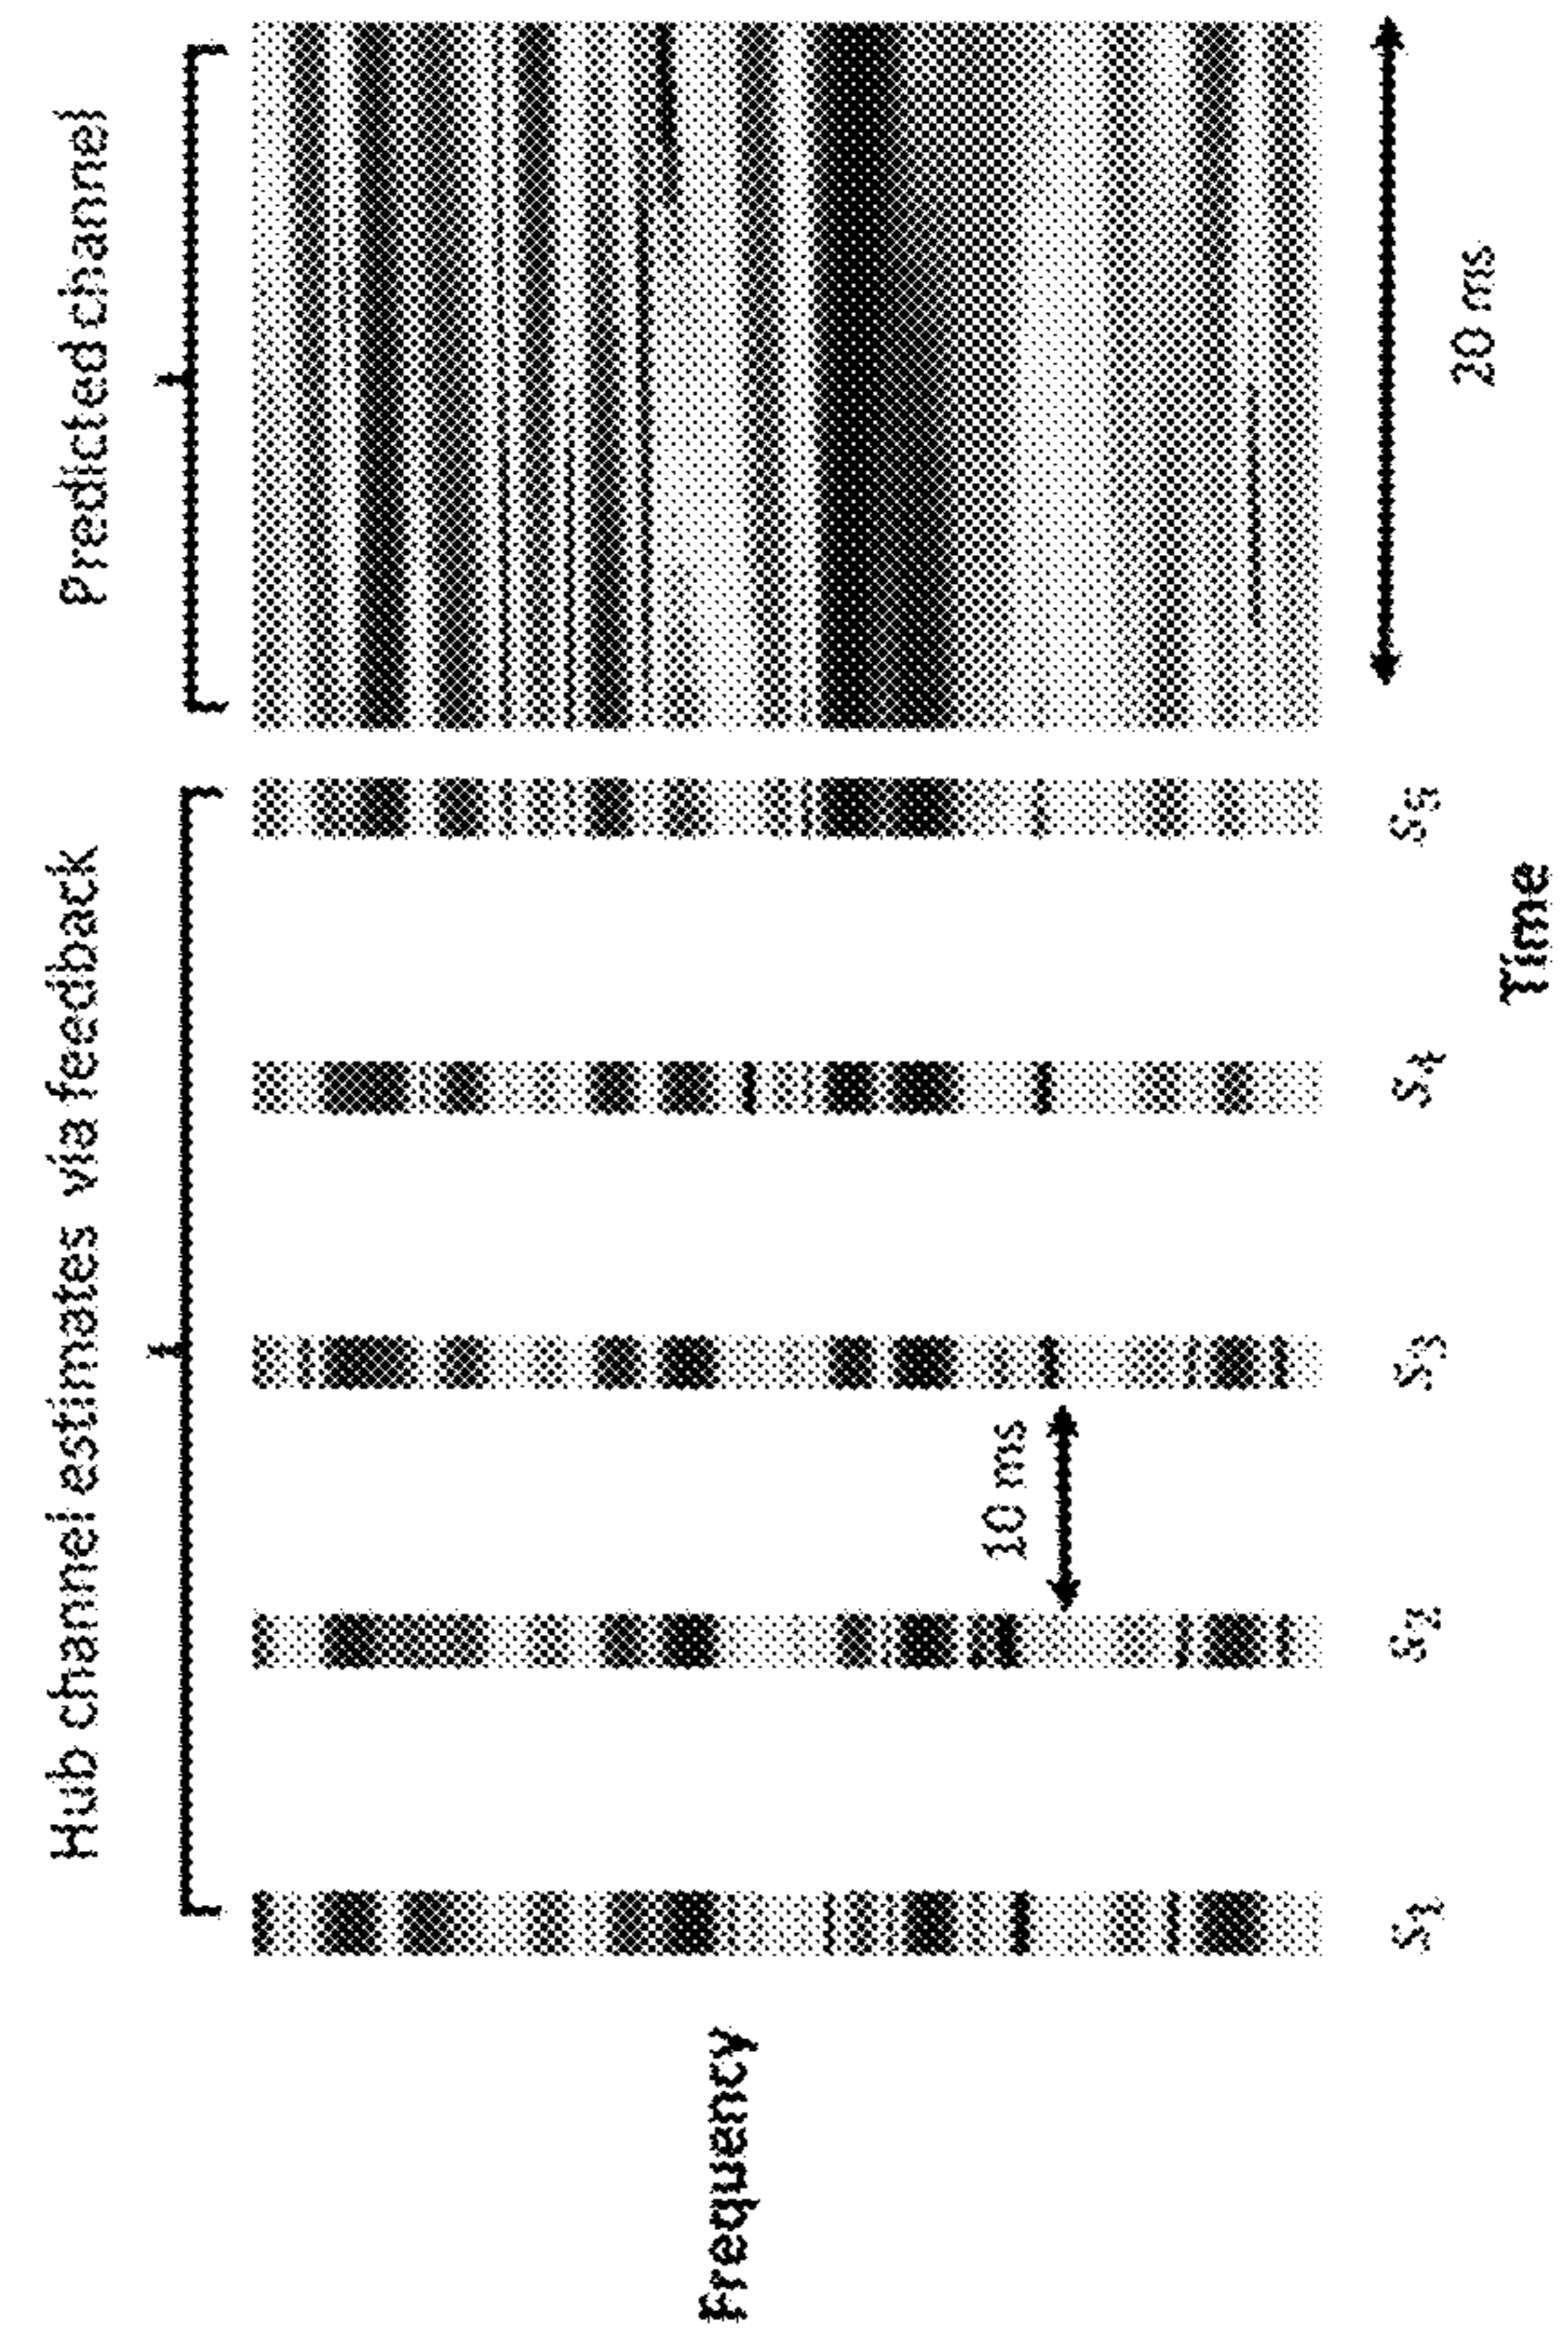 Hub channel estimates via feedback
Predicted channel
Frequency
10 ms
S1
S2
S3
S4
S5
20 ms
Time